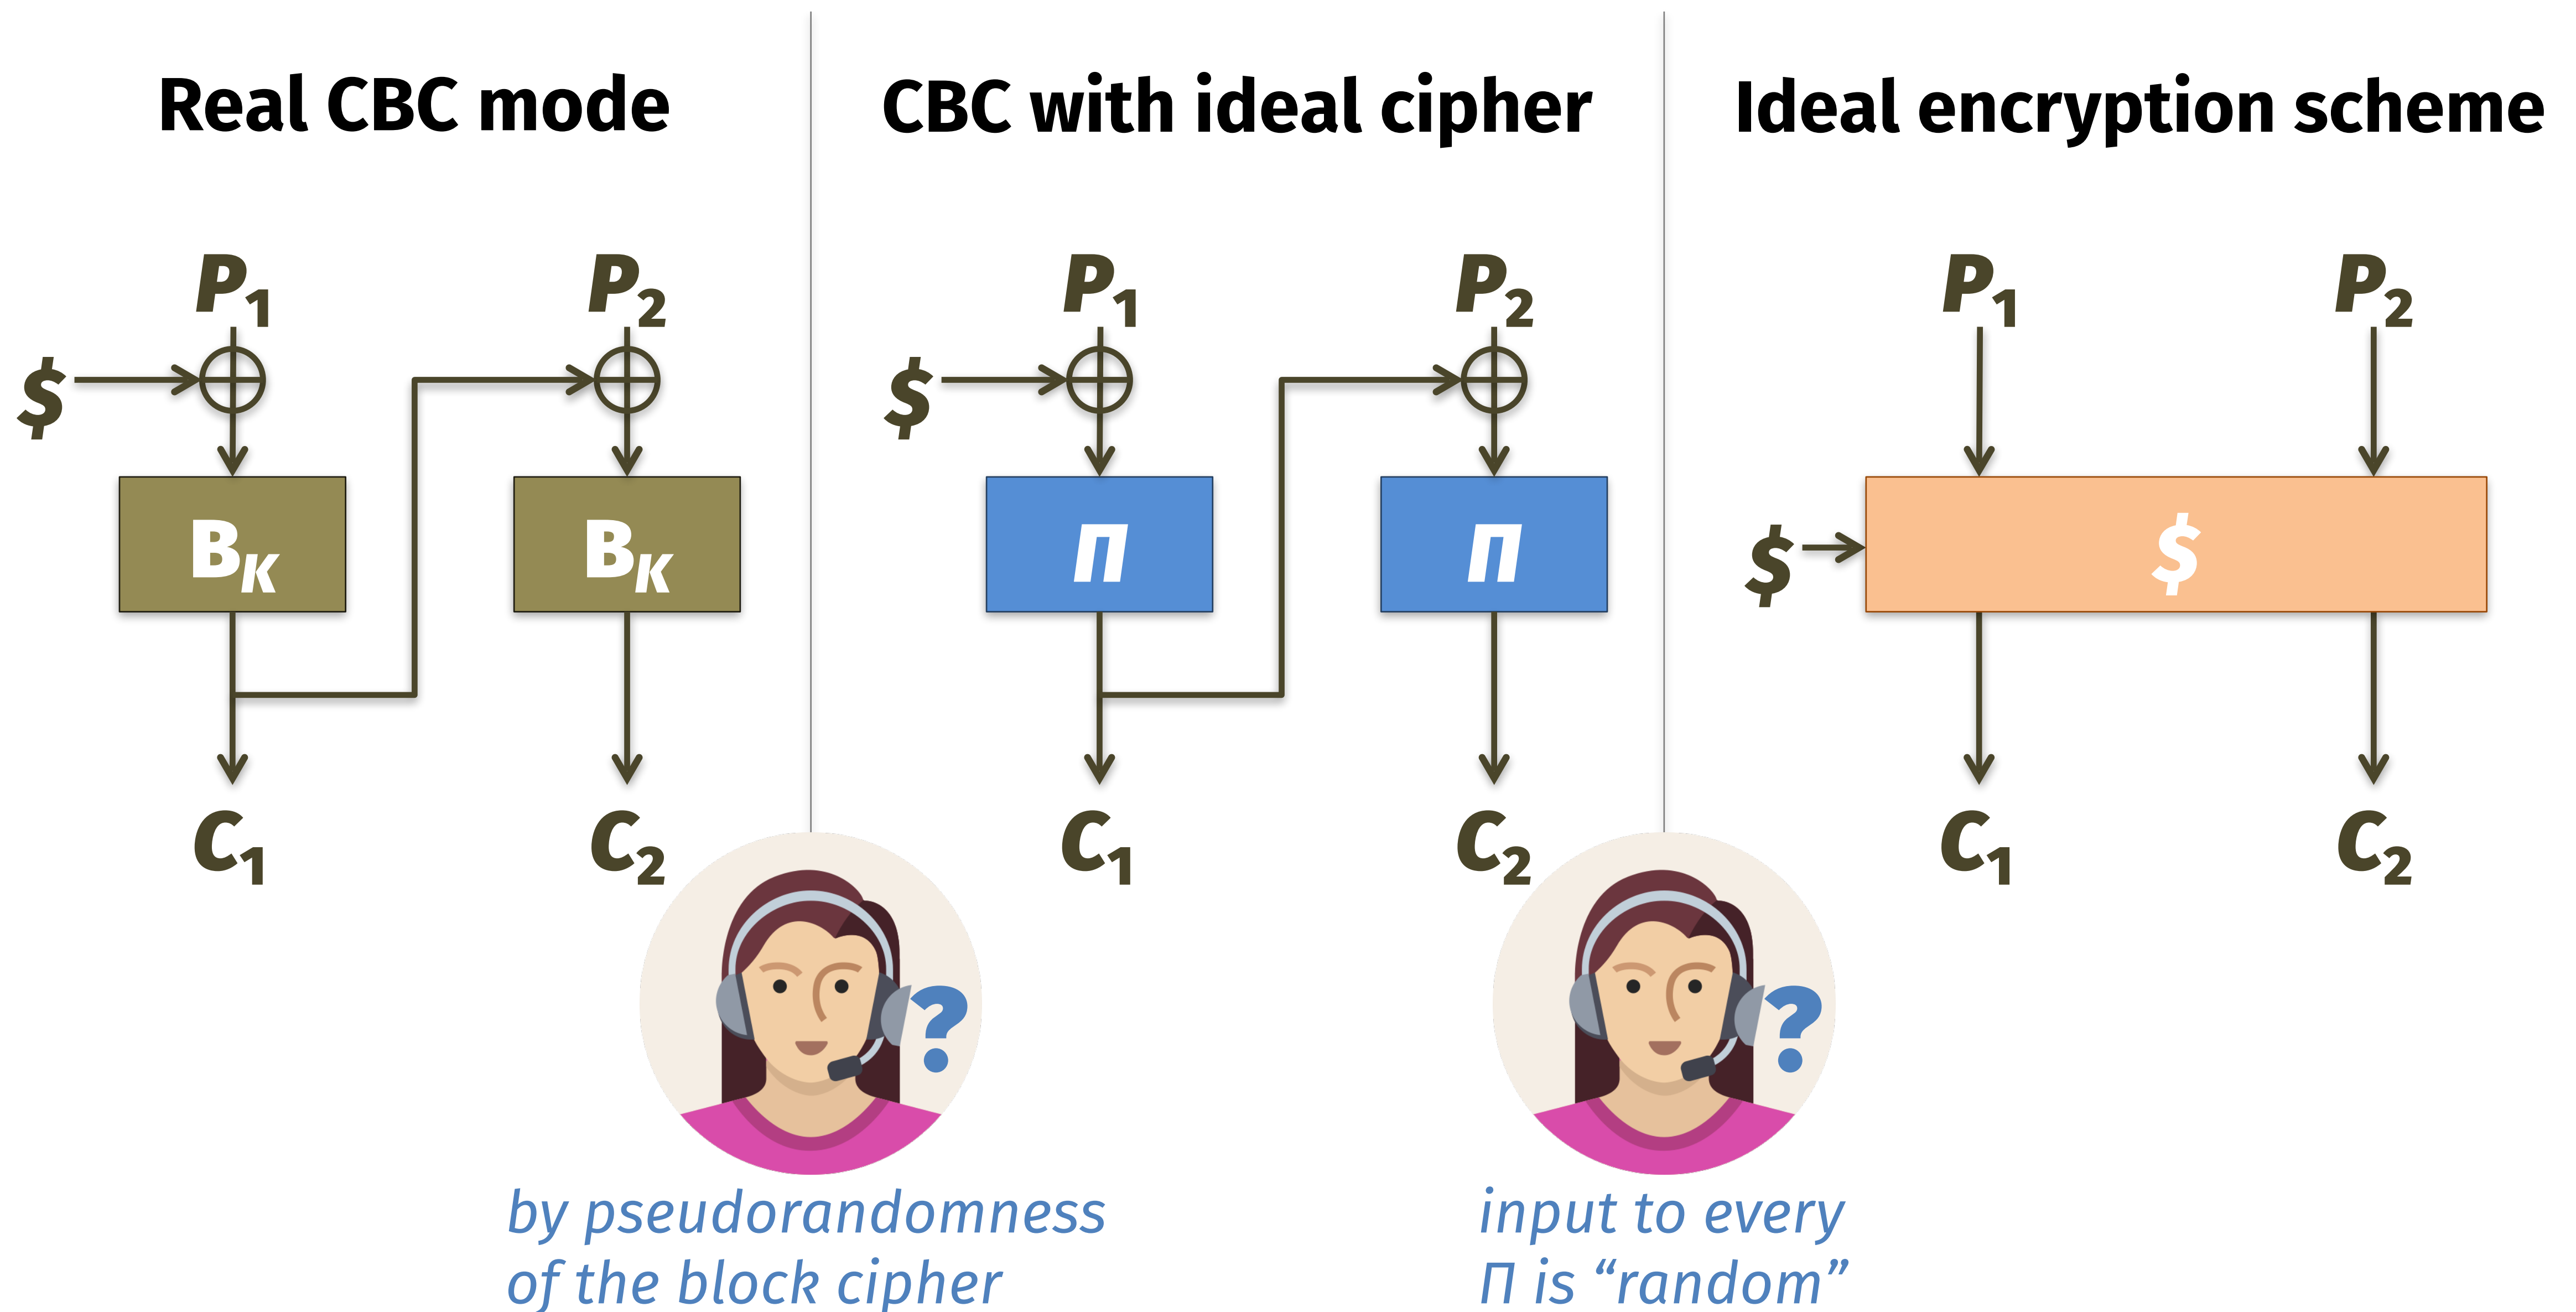 Real CBC mode
P1 P2
$
BK BK
C1 C2
CBC with ideal cipher
P1 P2
$
Π Π
C1 C2
Ideal encryption scheme
P1 P2
$ $
C1 C2
?
by pseudorandomness
of the block cipher
?
input to every
Π is “random”